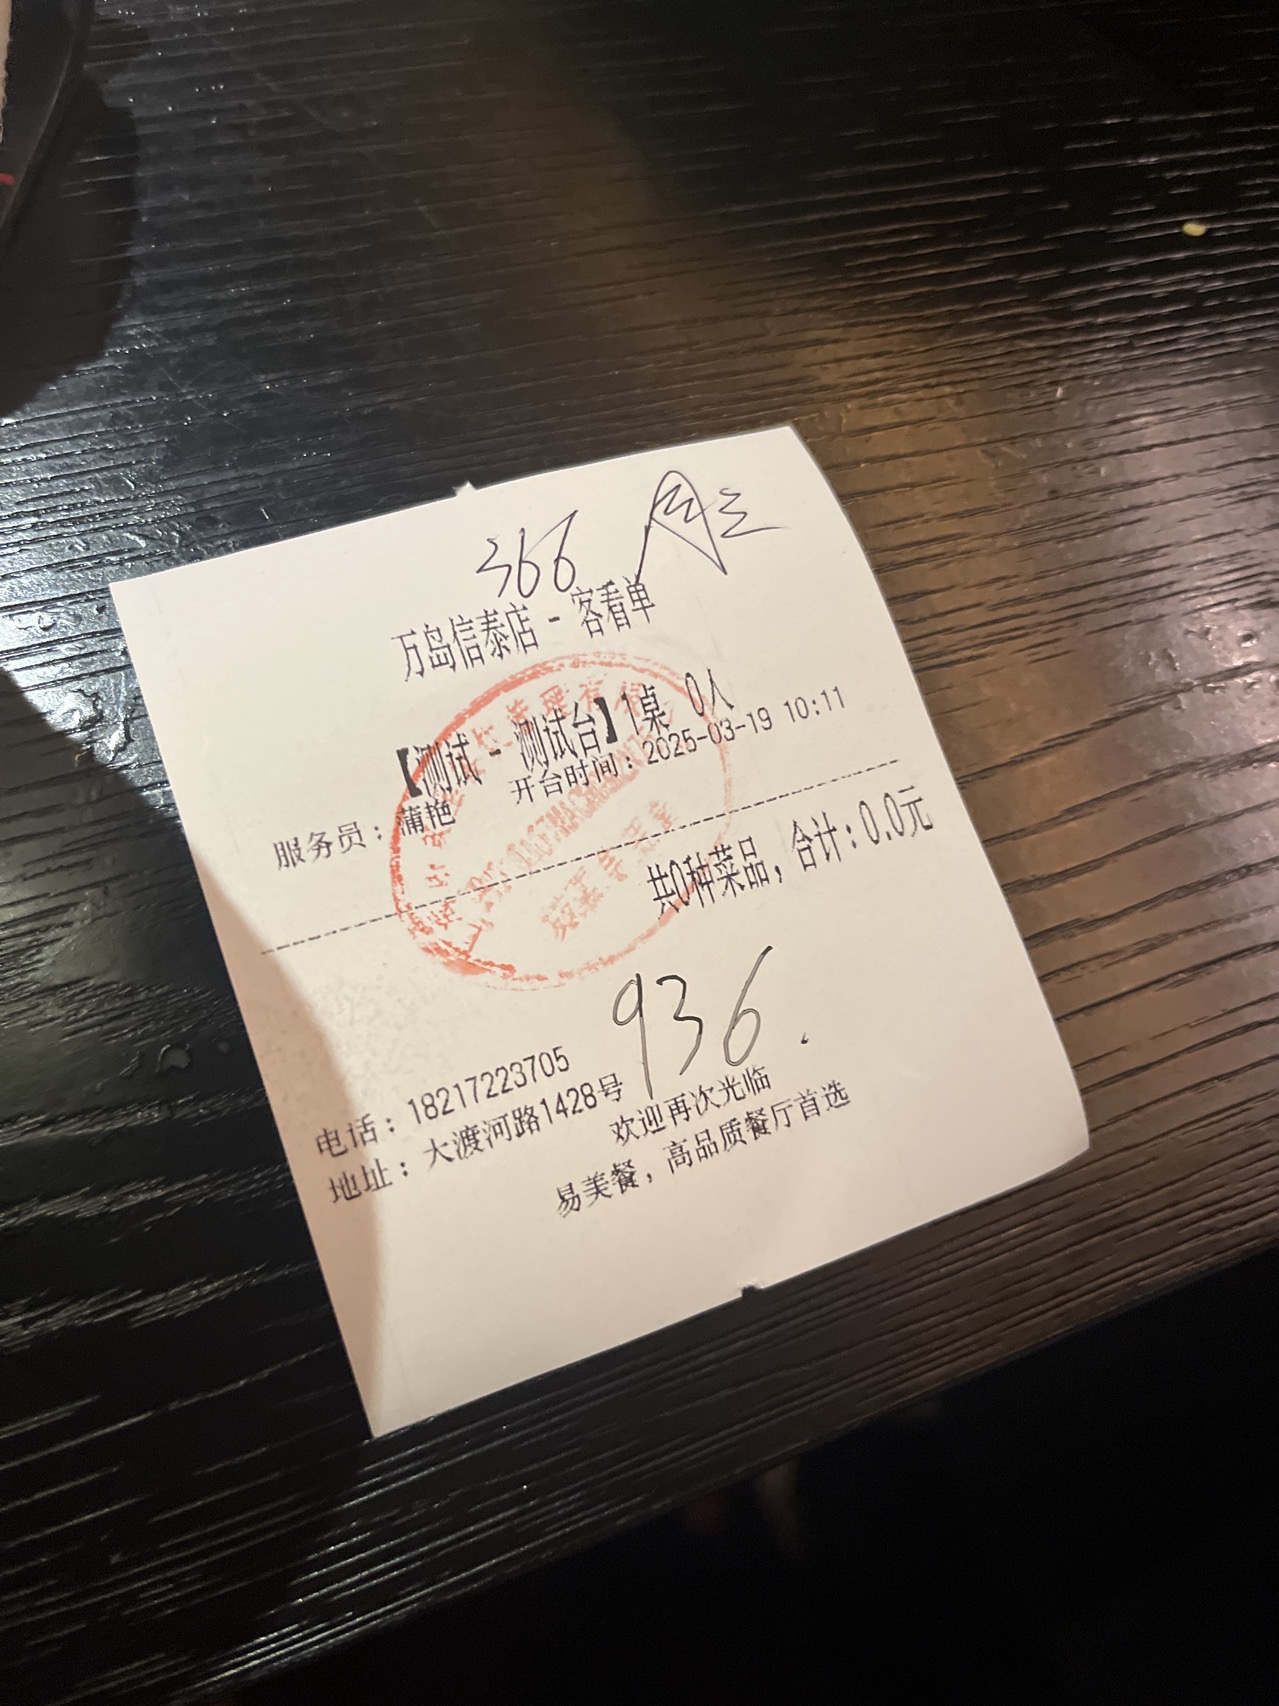 366 周三
万岛信泰店 - 客看单
【测试 - 测试台】1桌 0人
服务员：蒲艳 开台时间：2025-03-19 10:11
共0种菜品，合计：0.0元
936.
电话：18217223705
地址：大渡河路1428号
欢迎再次光临
易美餐，高品质餐厅首选